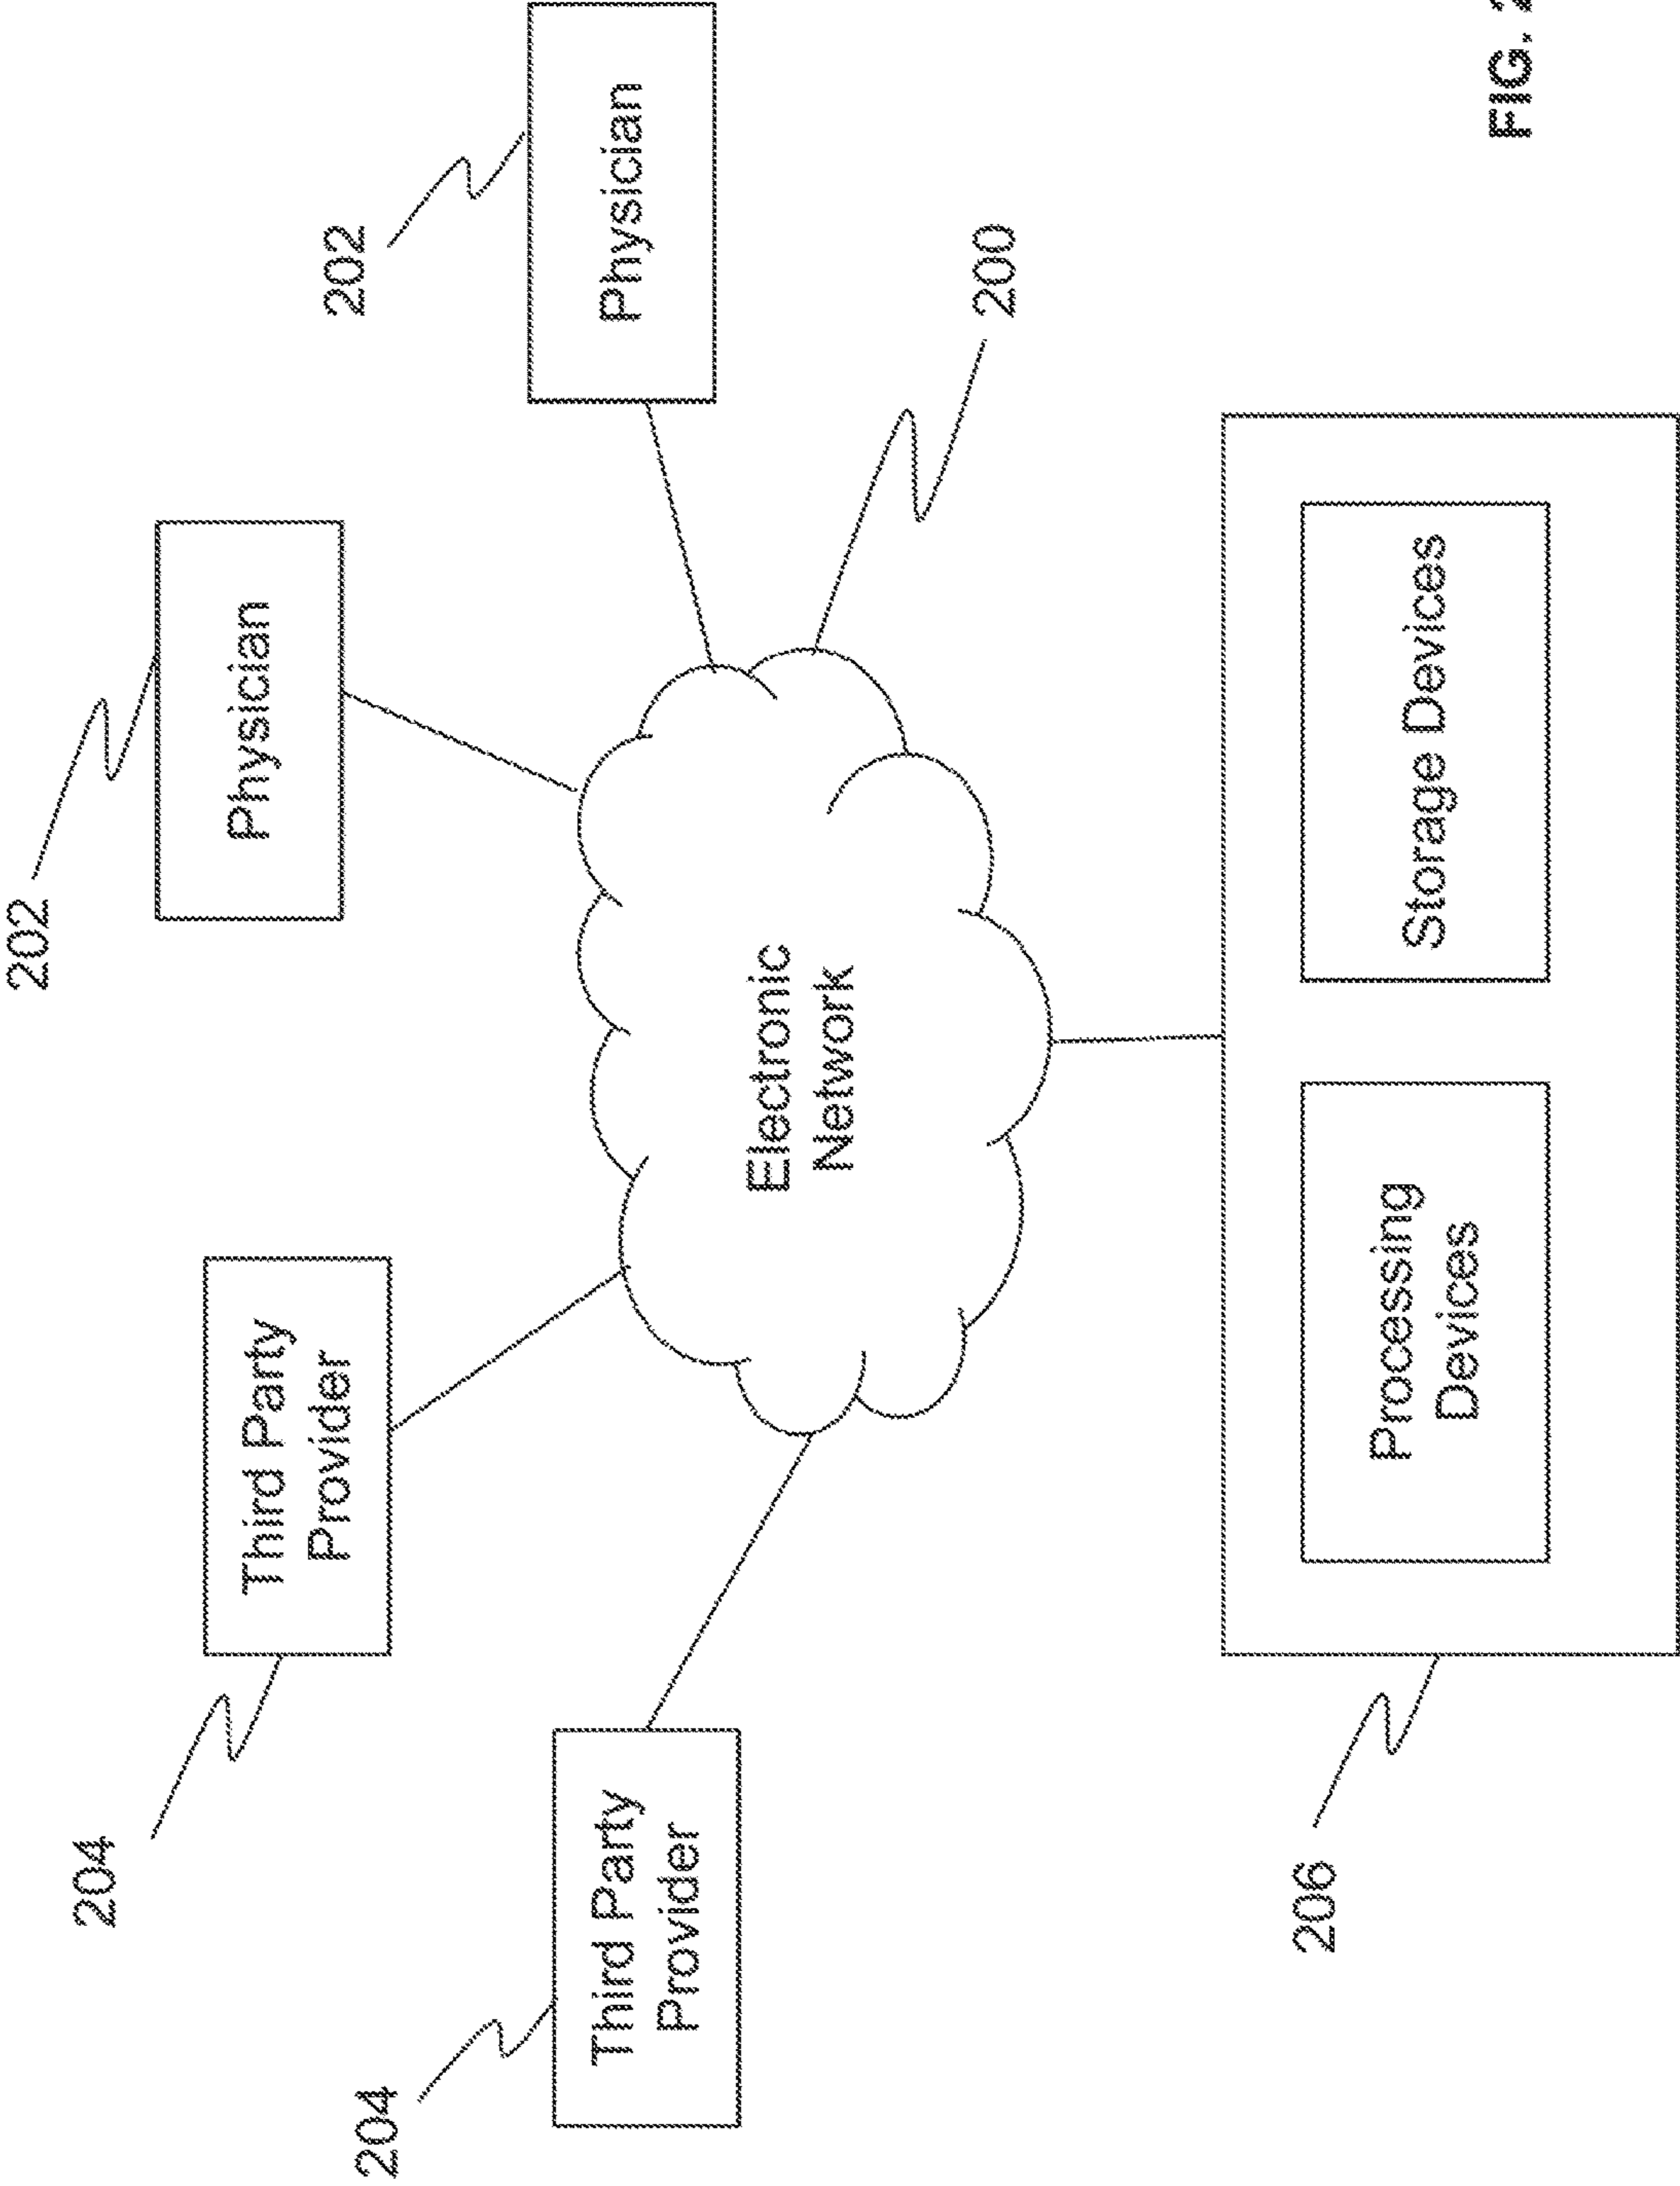 202
Physician
202
Physician
204
Third Party
Provider
204
Third Party
Provider
Electronic
Network
200
206
Processing
Devices
Storage Devices
FIG. 2